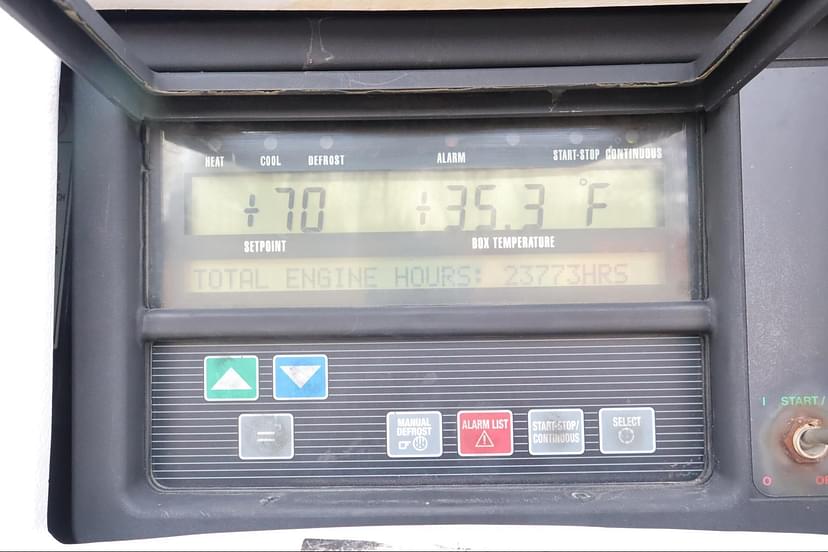 HEAT COOL DEFROST ALARM START-STOP CONTINUOUS
+70 +35.3 °F
SETPOINT BOX TEMPERATURE
TOTAL ENGINE HOURS: 23773HRS
MANUAL DEFROST
ALARM LIST
START-STOP/
CONTINUOUS
SELECT
=
I START/
O